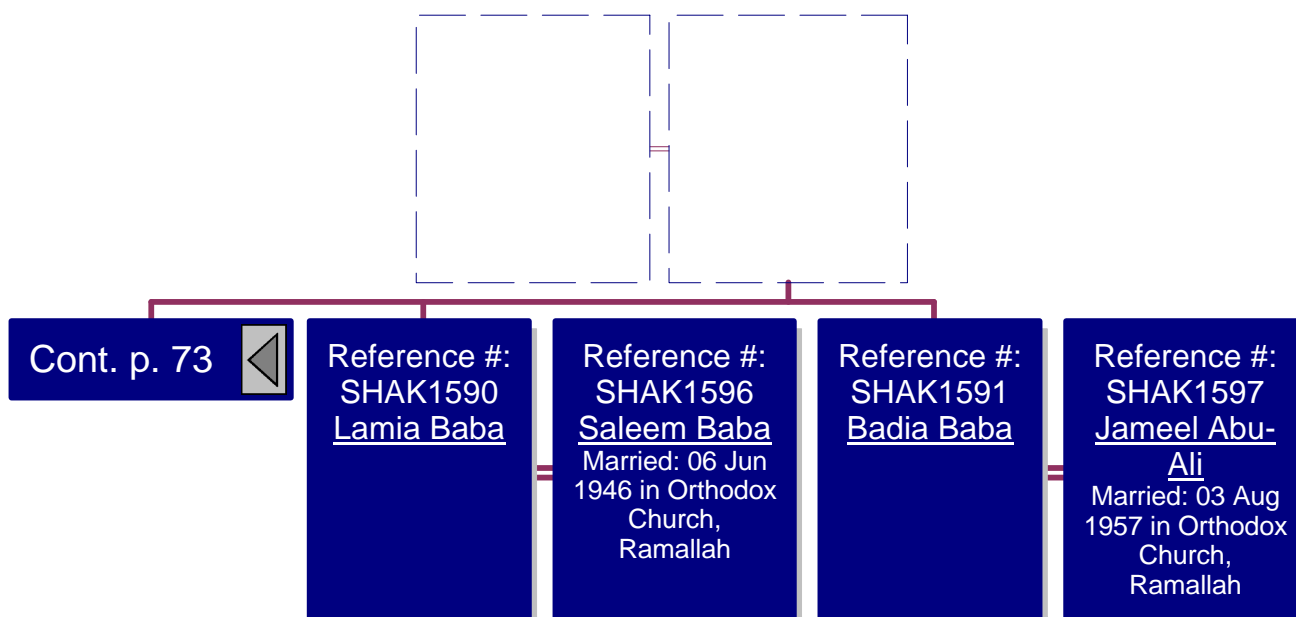 Cont. p. 73
Reference #:
SHAK1590
Lamia Baba
Reference #:
SHAK1596
Saleem Baba
Married: 06 Jun
1946 in Orthodox
Church,
Ramallah
Reference #:
SHAK1591
Badia Baba
Reference #:
SHAK1597
Jameel Abu-
Ali
Married: 03 Aug
1957 in Orthodox
Church,
Ramallah